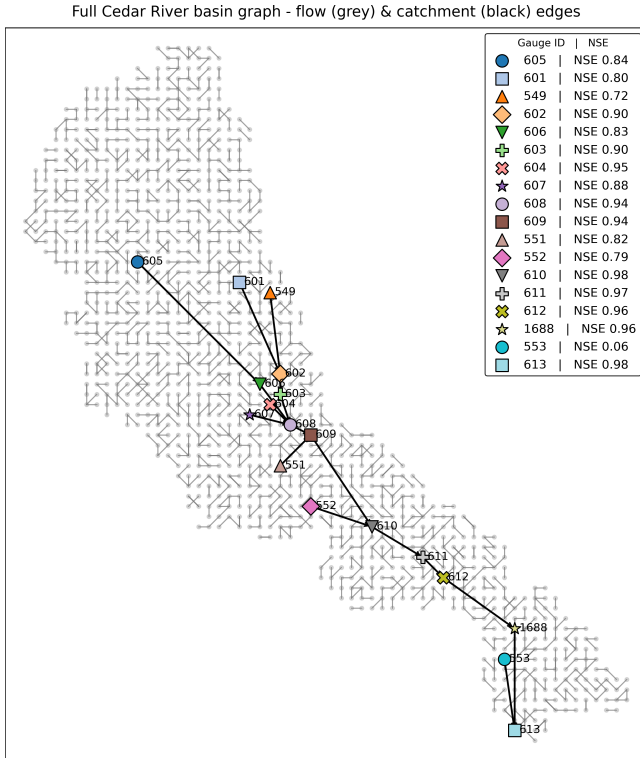 Full Cedar River basin graph - flow (grey) & catchment (black) edges
Gauge ID | NSE
605 | NSE 0.84
601 | NSE 0.80
549 | NSE 0.72
602 | NSE 0.90
606 | NSE 0.83
603 | NSE 0.90
604 | NSE 0.95
607 | NSE 0.88
608 | NSE 0.94
609 | NSE 0.94
551 | NSE 0.82
552 | NSE 0.79
610 | NSE 0.98
611 | NSE 0.97
612 | NSE 0.96
1688 | NSE 0.96
553 | NSE 0.06
613 | NSE 0.98
605
601
549
602
606
603
604
607
608
609
551
552
610
611
612
1688
553
613